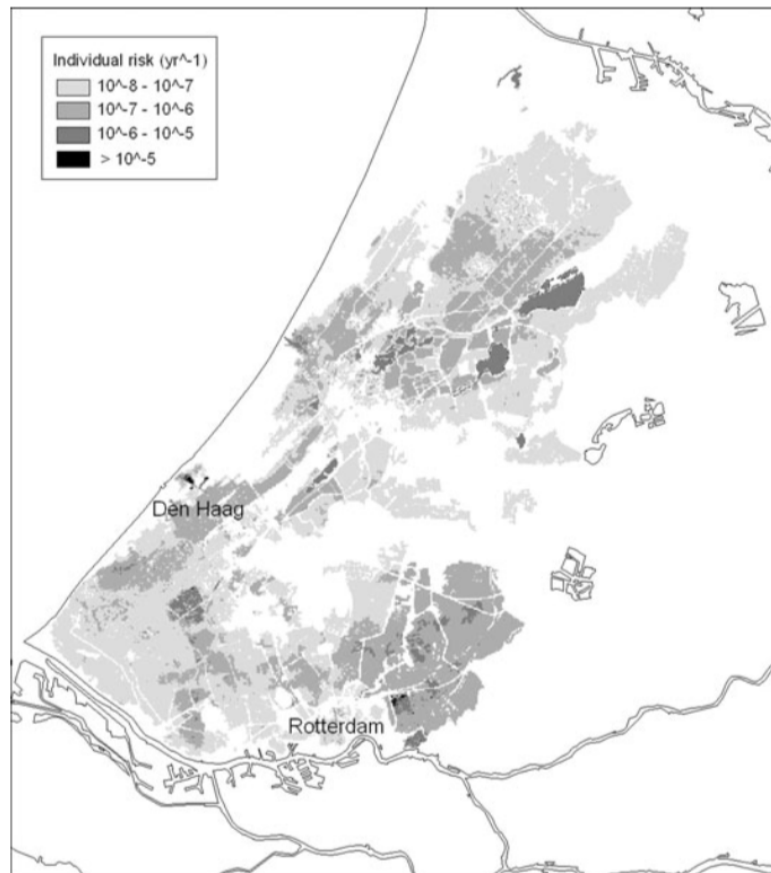 Individual risk (yr^-1)
10^-8 - 10^-7
10^-7 - 10^-6
10^-6 - 10^-5
> 10^-5
Den Haag
Rotterdam